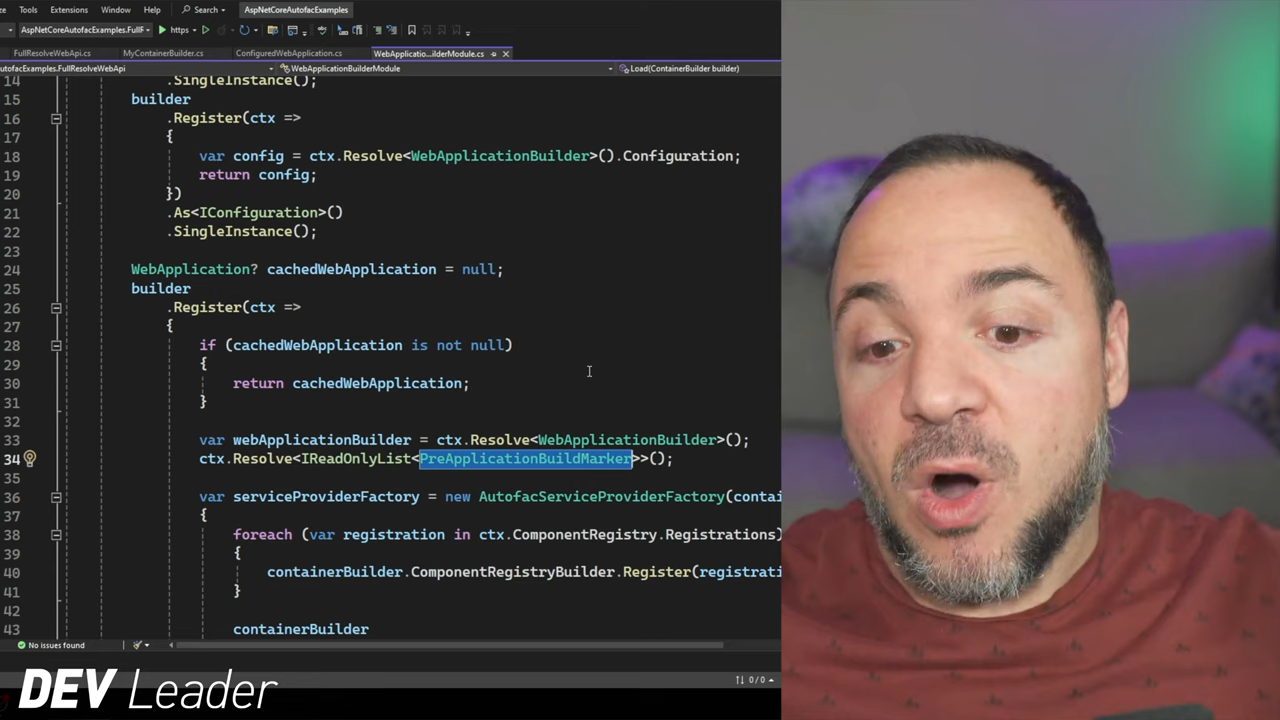 Tools Extensions Window Help Search AspNetCoreAutofacExamples
AspNetCoreAutofacExamples.FullF https
FullResolveWebApi.cs MyContainerBuilder.cs ConfiguredWebApplication.cs WebApplicatio...ilderModule.cs
utofacExamples.FullResolveWebApi WebApplicationBuilderModule Load(ContainerBuilder builder)
14 .SingleInstance();
15 builder
16 .Register(ctx =>
17 {
18 var config = ctx.Resolve<WebApplicationBuilder>().Configuration;
19 return config;
20 })
21 .As<IConfiguration>()
22 .SingleInstance();
23
24 WebApplication? cachedWebApplication = null;
25 builder
26 .Register(ctx =>
27 {
28 if (cachedWebApplication is not null)
29 {
30 return cachedWebApplication;
31 }
32
33 var webApplicationBuilder = ctx.Resolve<WebApplicationBuilder>();
34 ctx.Resolve<IReadOnlyList<PreApplicationBuildMarker>>();
35
36 var serviceProviderFactory = new AutofacServiceProviderFactory(contai
37 {
38 foreach (var registration in ctx.ComponentRegistry.Registrations)
39 {
40 containerBuilder.ComponentRegistryBuilder.Register(registrati
41 }
42
43 containerBuilder
No issues found
0/0
DEV Leader